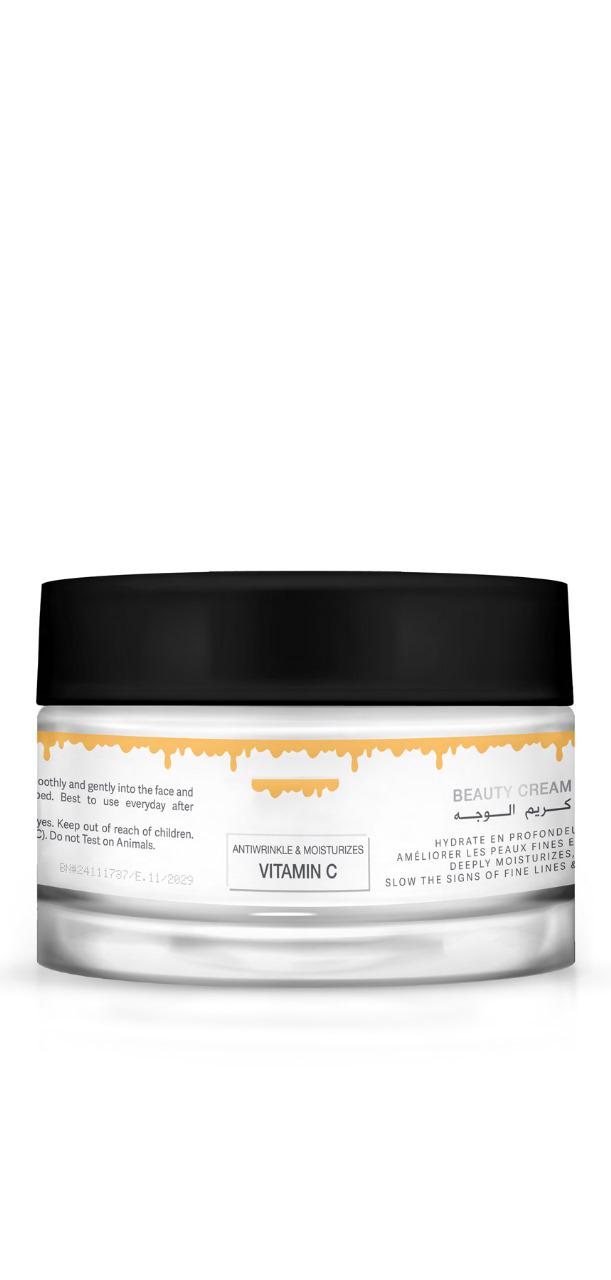 oothly and gently into the face and
bed. Best to use everyday after
yes. Keep out of reach of children.
C). Do not Test on Animals.
BN#24111737/E.11/2029
ANTIWRINKLE & MOISTURIZES
VITAMIN C
BEAUTY CREAM
كريم الوجه
HYDRATE EN PROFONDEU
AMÉLIORER LES PEAUX FINES E
DEEPLY MOISTURIZES,
SLOW THE SIGNS OF FINE LINES &